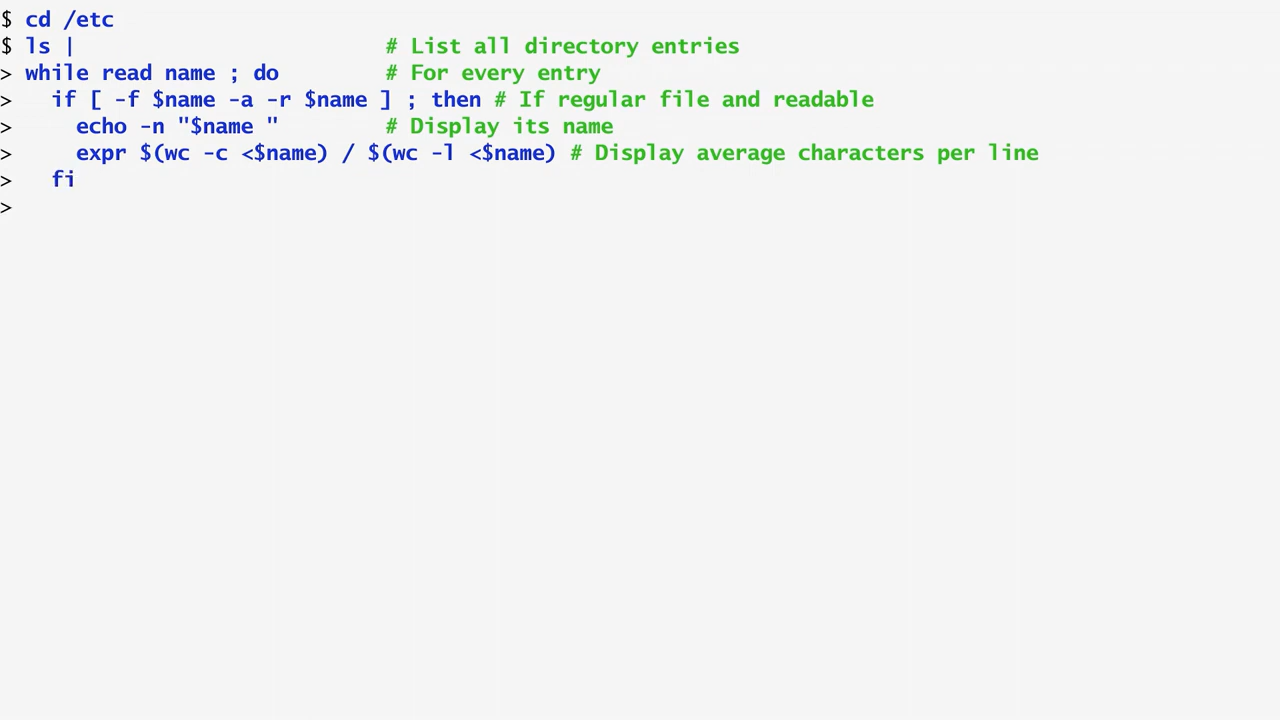 $ cd /etc
$ ls |                         # List all directory entries
> while read name ; do         # For every entry
>   if [ -f $name -a -r $name ] ; then # If regular file and readable
>     echo -n "$name "         # Display its name
>     expr $(wc -c <$name) / $(wc -l <$name) # Display average characters per line
>   fi
>